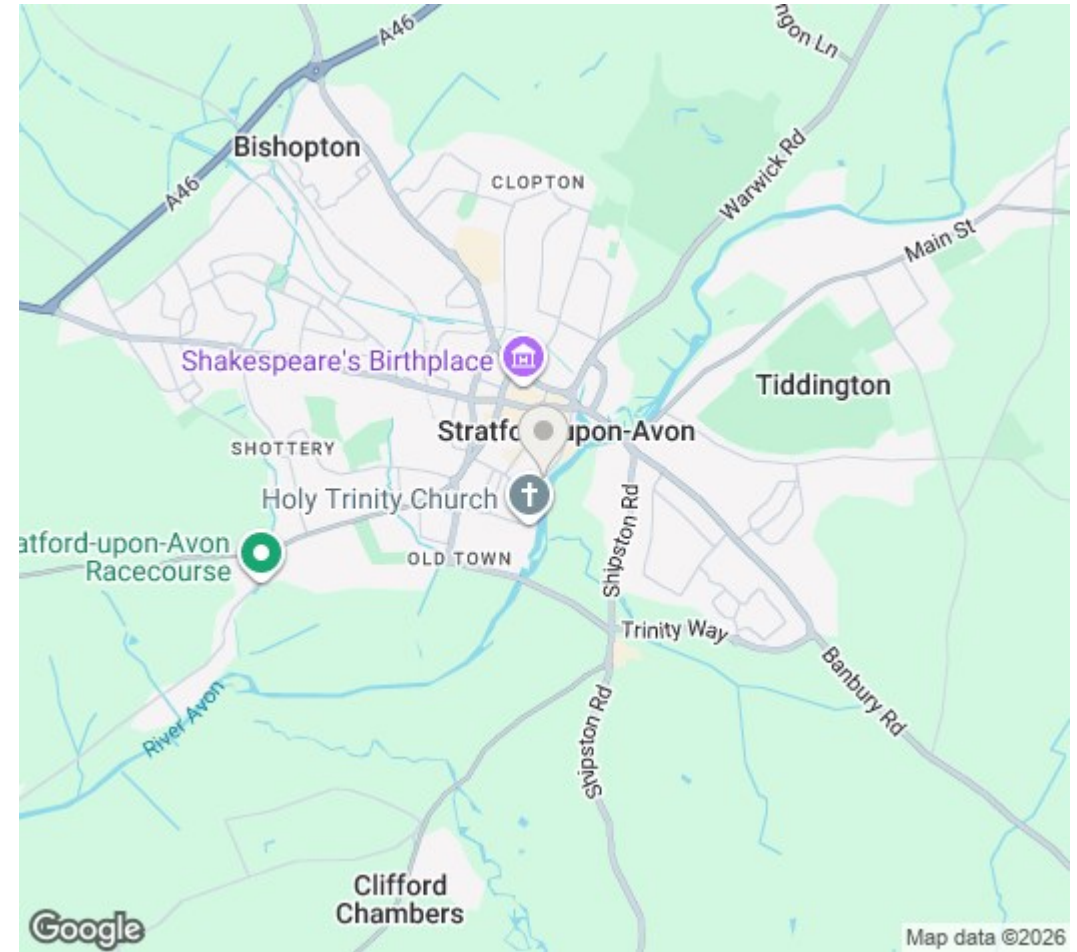 A46
ngon Ln
Bishopton
CLOPTON
Warwick Rd
A46
Main St
Shakespeare's Birthplace
Tiddington
Stratfo
upon-Avon
SHOTTERY
Holy Trinity Church
Shipston Rd
atford-upon-Avon
Racecourse
OLD TOWN
Trinity Way
Banbury Rd
River Avon
Shipston Rd
Clifford
Chambers
Google
Map data ©2026